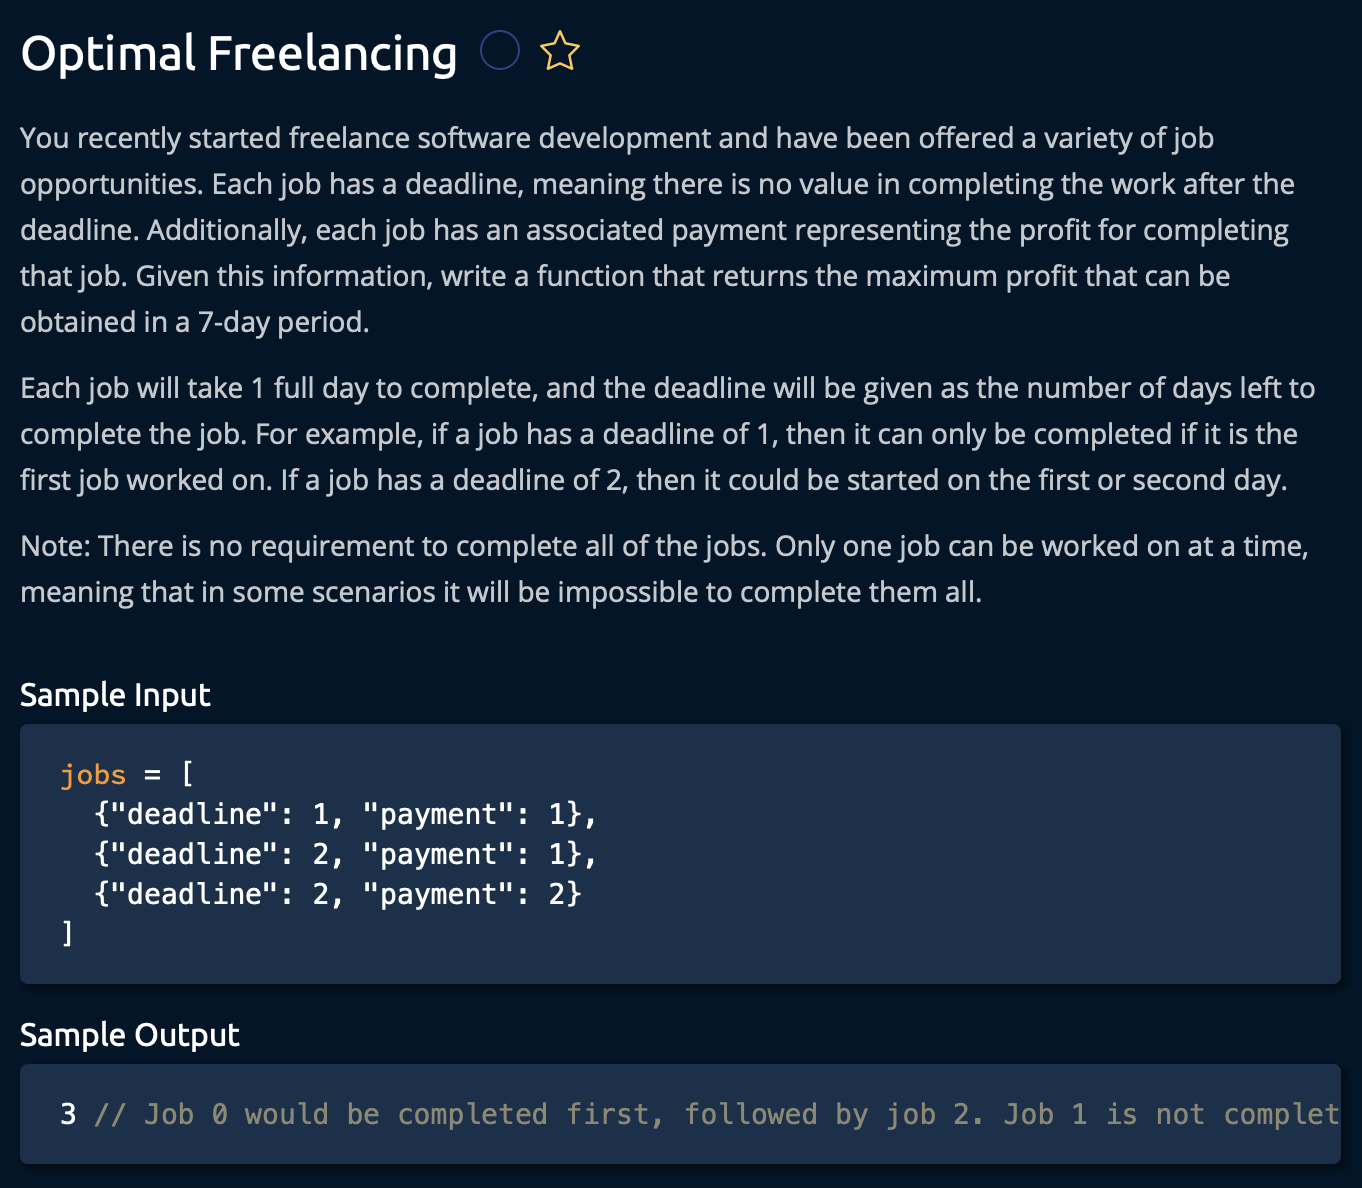 Optimal Freelancing
You recently started freelance software development and have been offered a variety of job
opportunities. Each job has a deadline, meaning there is no value in completing the work after the
deadline. Additionally, each job has an associated payment representing the profit for completing
that job. Given this information, write a function that returns the maximum profit that can be
obtained in a 7-day period.
Each job will take 1 full day to complete, and the deadline will be given as the number of days left to
complete the job. For example, if a job has a deadline of 1, then it can only be completed if it is the
first job worked on. If a job has a deadline of 2, then it could be started on the first or second day.
Note: There is no requirement to complete all of the jobs. Only one job can be worked on at a time,
meaning that in some scenarios it will be impossible to complete them all.
Sample Input
jobs = [
  {"deadline": 1, "payment": 1},
  {"deadline": 2, "payment": 1},
  {"deadline": 2, "payment": 2}
]
Sample Output
3 // Job 0 would be completed first, followed by job 2. Job 1 is not complet